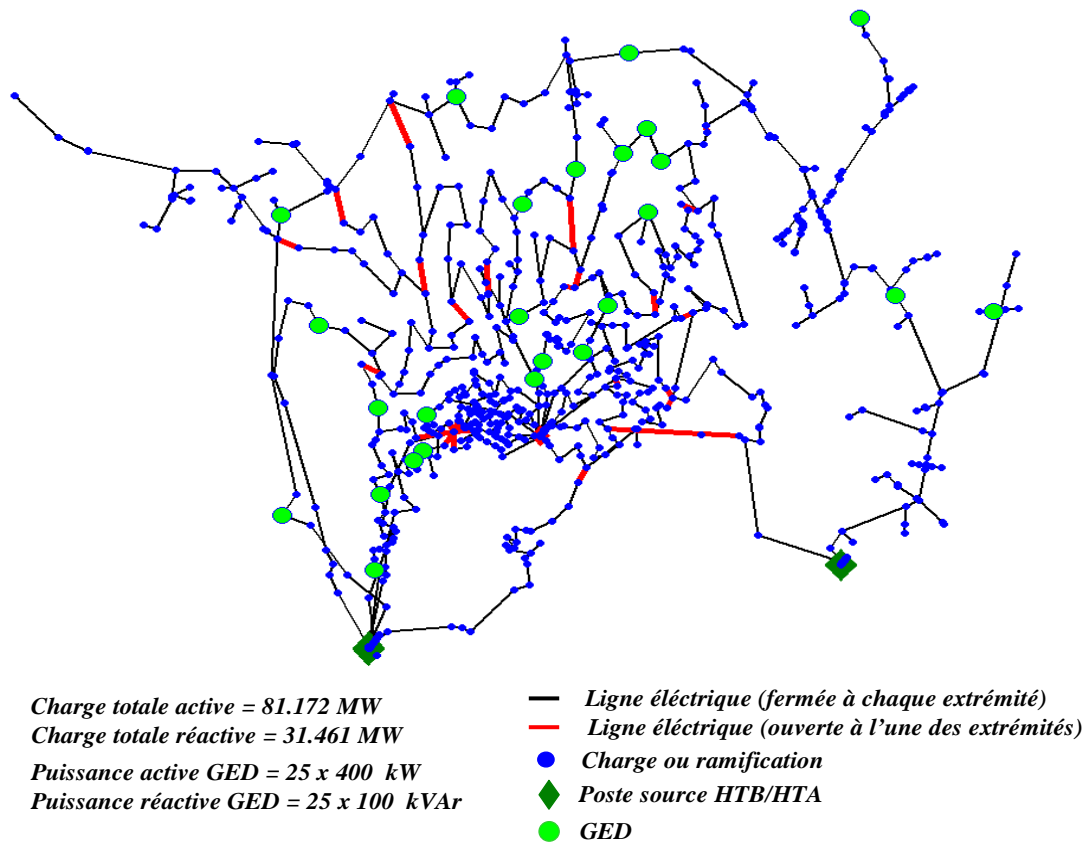 Charge totale active = 81.172 MW
Charge totale réactive = 31.461 MW
Puissance active GED = 25 x 400 kW
Puissance réactive GED = 25 x 100 kVAr
Ligne éléctrique (fermée à chaque extrémité)
Ligne éléctrique (ouverte à l'une des extrémités)
Charge ou ramification
Poste source HTB/HTA
GED